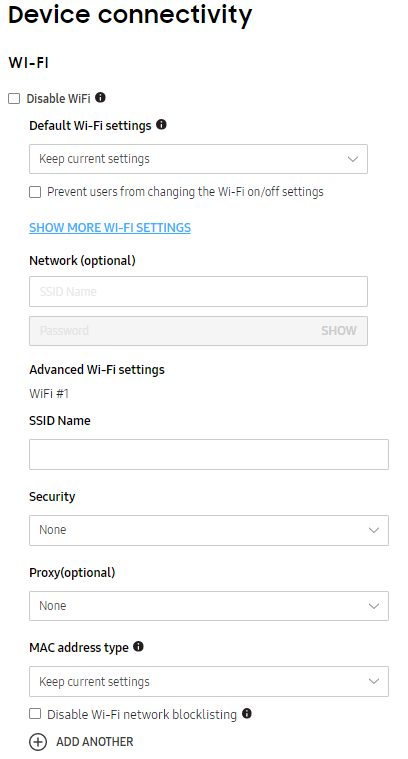 Device connectivity
WI-FI
Disable WiFi
Default Wi-Fi settings
Keep current settings
Prevent users from changing the Wi-Fi on/off settings
SHOW MORE WI-FI SETTINGS
Network (optional)
SSID Name
Password SHOW
Advanced Wi-Fi settings
WiFi #1
SSID Name
Security
None
Proxy(optional)
None
MAC address type
Keep current settings
Disable Wi-Fi network blocklisting
ADD ANOTHER